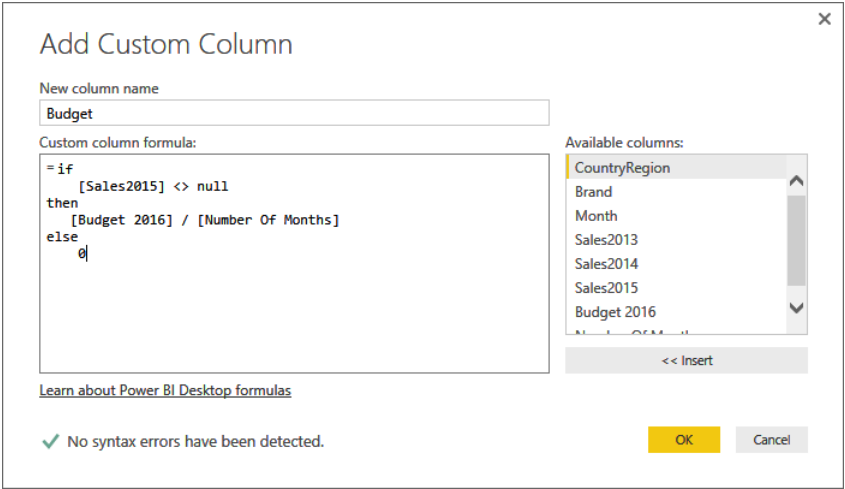 Add Custom Column
New column name
Budget
Custom column formula:
=if
[Sales2015] <> null
then
[Budget 2016] / [Number Of Months]
else
0
Available columns:
CountryRegion
Brand
Month
Sales2013
Sales2014
Sales2015
Budget 2016
<< Insert
Learn about Power BI Desktop formulas
No syntax errors have been detected.
OK
Cancel